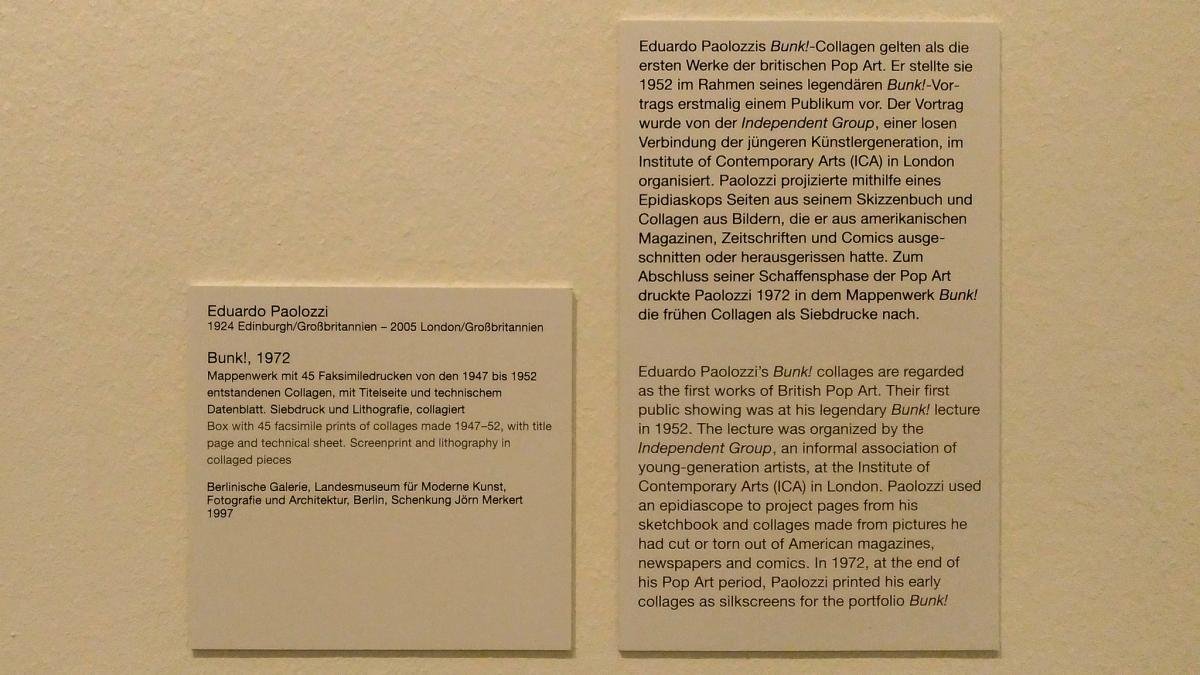 Eduardo Paolozzi
1924 Edinburgh/Großbritannien – 2005 London/Großbritannien
Bunk!, 1972
Mappenwerk mit 45 Faksimiledrucken von den 1947 bis 1952
entstandenen Collagen, mit Titelseite und technischem
Datenblatt. Siebdruck und Lithografie, collagiert
Box with 45 facsimile prints of collages made 1947–52, with title
page and technical sheet. Screenprint and lithography in
collaged pieces
Berlinische Galerie, Landesmuseum für Moderne Kunst,
Fotografie und Architektur, Berlin, Schenkung Jörn Merkert
1997
Eduardo Paolozzis Bunk!-Collagen gelten als die
ersten Werke der britischen Pop Art. Er stellte sie
1952 im Rahmen seines legendären Bunk!-Vor-
trags erstmalig einem Publikum vor. Der Vortrag
wurde von der Independent Group, einer losen
Verbindung der jüngeren Künstlergeneration, im
Institute of Contemporary Arts (ICA) in London
organisiert. Paolozzi projizierte mithilfe eines
Epidiaskops Seiten aus seinem Skizzenbuch und
Collagen aus Bildern, die er aus amerikanischen
Magazinen, Zeitschriften und Comics ausge-
schnitten oder herausgerissen hatte. Zum
Abschluss seiner Schaffensphase der Pop Art
druckte Paolozzi 1972 in dem Mappenwerk Bunk!
die frühen Collagen als Siebdrucke nach.
Eduardo Paolozzi's Bunk! collages are regarded
as the first works of British Pop Art. Their first
public showing was at his legendary Bunk! lecture
in 1952. The lecture was organized by the
Independent Group, an informal association of
young-generation artists, at the Institute of
Contemporary Arts (ICA) in London. Paolozzi used
an epidiascope to project pages from his
sketchbook and collages made from pictures he
had cut or torn out of American magazines,
newspapers and comics. In 1972, at the end of
his Pop Art period, Paolozzi printed his early
collages as silkscreens for the portfolio Bunk!